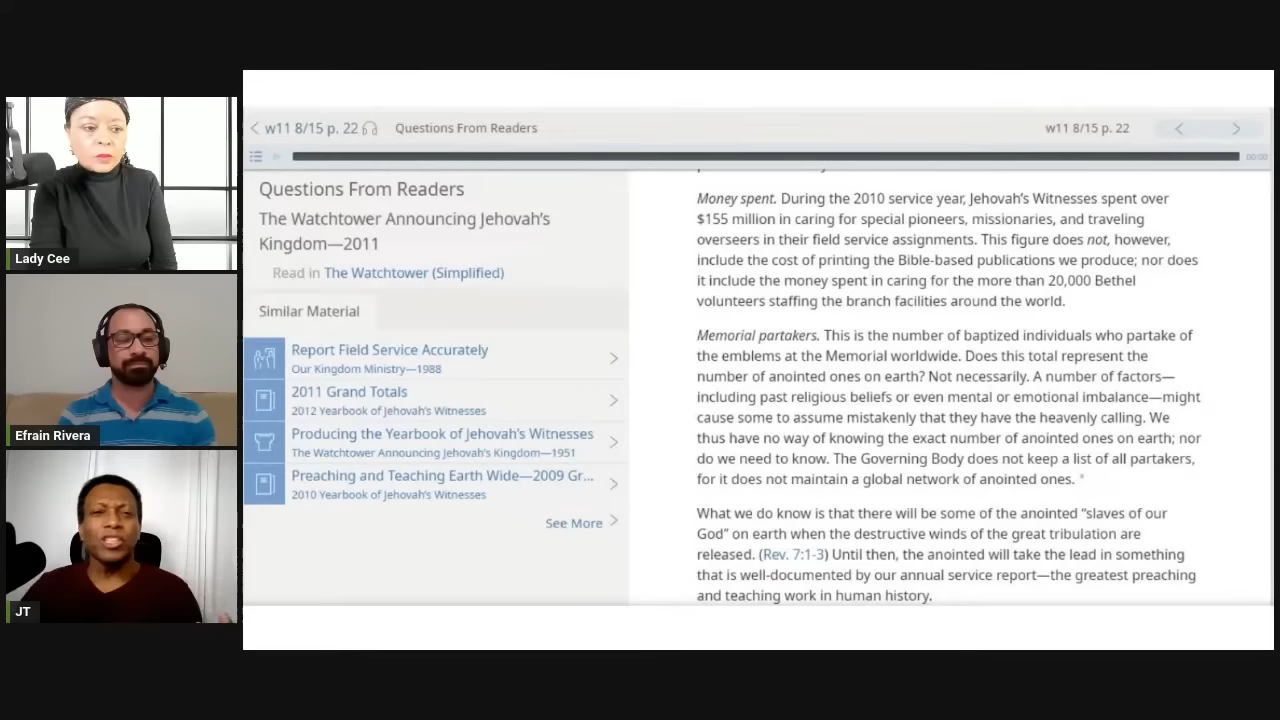 Lady Cee
Efrain Rivera
JT
w11 8/15 p. 22
Questions From Readers
w11 8/15 p. 22
00:00
Questions From Readers
The Watchtower Announcing Jehovah's
Kingdom—2011
Read in The Watchtower (Simplified)
Similar Material
Report Field Service Accurately
Our Kingdom Ministry—1988
2011 Grand Totals
2012 Yearbook of Jehovah's Witnesses
Producing the Yearbook of Jehovah's Witnesses
The Watchtower Announcing Jehovah's Kingdom—1951
Preaching and Teaching Earth Wide—2009 Gr...
2010 Yearbook of Jehovah's Witnesses
See More
Money spent. During the 2010 service year, Jehovah's Witnesses spent over
$155 million in caring for special pioneers, missionaries, and traveling
overseers in their field service assignments. This figure does not, however,
include the cost of printing the Bible-based publications we produce; nor does
it include the money spent in caring for the more than 20,000 Bethel
volunteers staffing the branch facilities around the world.
Memorial partakers. This is the number of baptized individuals who partake of
the emblems at the Memorial worldwide. Does this total represent the
number of anointed ones on earth? Not necessarily. A number of factors—
including past religious beliefs or even mental or emotional imbalance—might
cause some to assume mistakenly that they have the heavenly calling. We
thus have no way of knowing the exact number of anointed ones on earth; nor
do we need to know. The Governing Body does not keep a list of all partakers,
for it does not maintain a global network of anointed ones. *
What we do know is that there will be some of the anointed “slaves of our
God” on earth when the destructive winds of the great tribulation are
released. (Rev. 7:1-3) Until then, the anointed will take the lead in something
that is well-documented by our annual service report—the greatest preaching
and teaching work in human history.